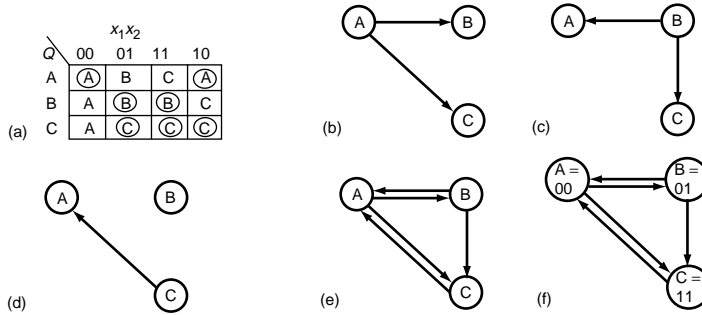 x₁x₂
Q 00 01 11 10
A A B C A
B A B B C
C A C C C
(a)
A B
C
(b)
A B
C
(c)
A B
C
(d)
A B
C
(e)
A = 00
B = 01
C = 11
(f)